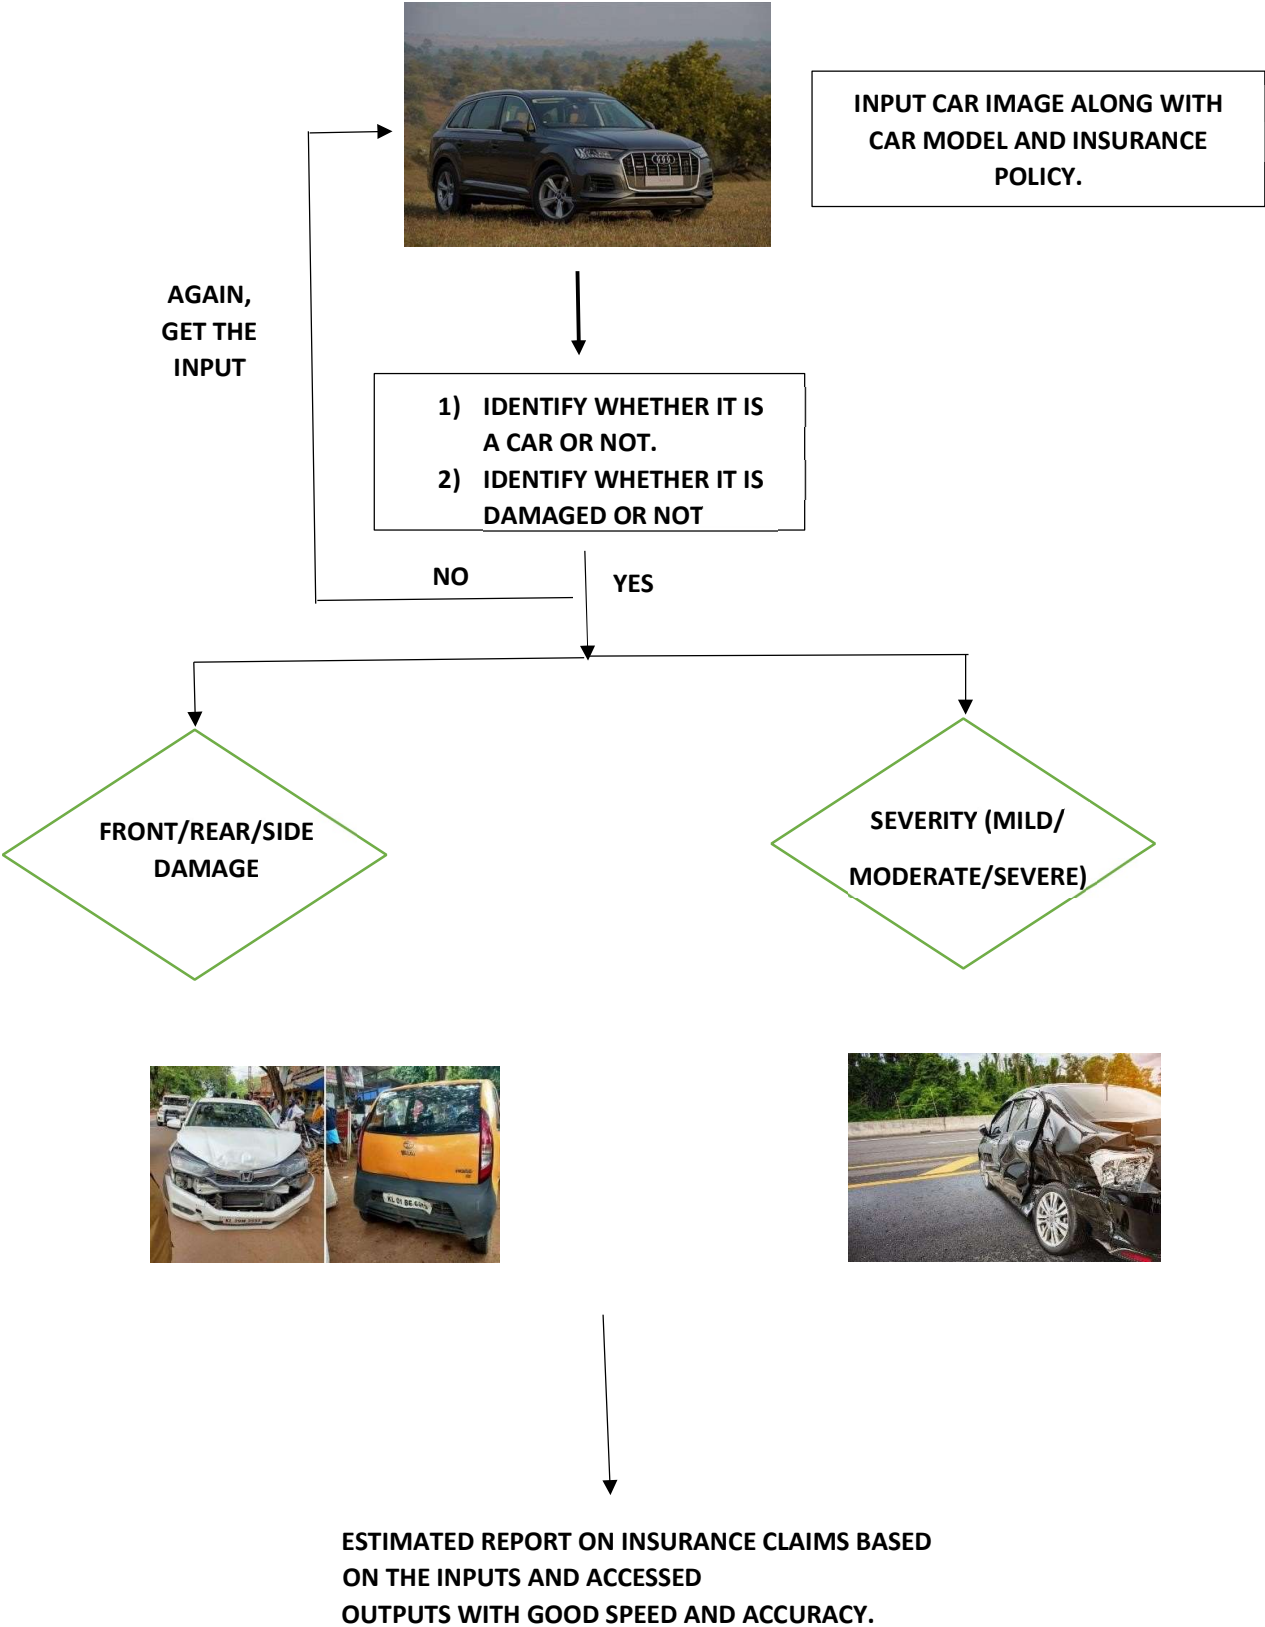 INPUT CAR IMAGE ALONG WITH
CAR MODEL AND INSURANCE
POLICY.
AGAIN,
GET THE
INPUT
1) IDENTIFY WHETHER IT IS
A CAR OR NOT.
2) IDENTIFY WHETHER IT IS
DAMAGED OR NOT
NO
YES
FRONT/REAR/SIDE
DAMAGE
SEVERITY (MILD/
MODERATE/SEVERE)
ESTIMATED REPORT ON INSURANCE CLAIMS BASED
ON THE INPUTS AND ACCESSED
OUTPUTS WITH GOOD SPEED AND ACCURACY.